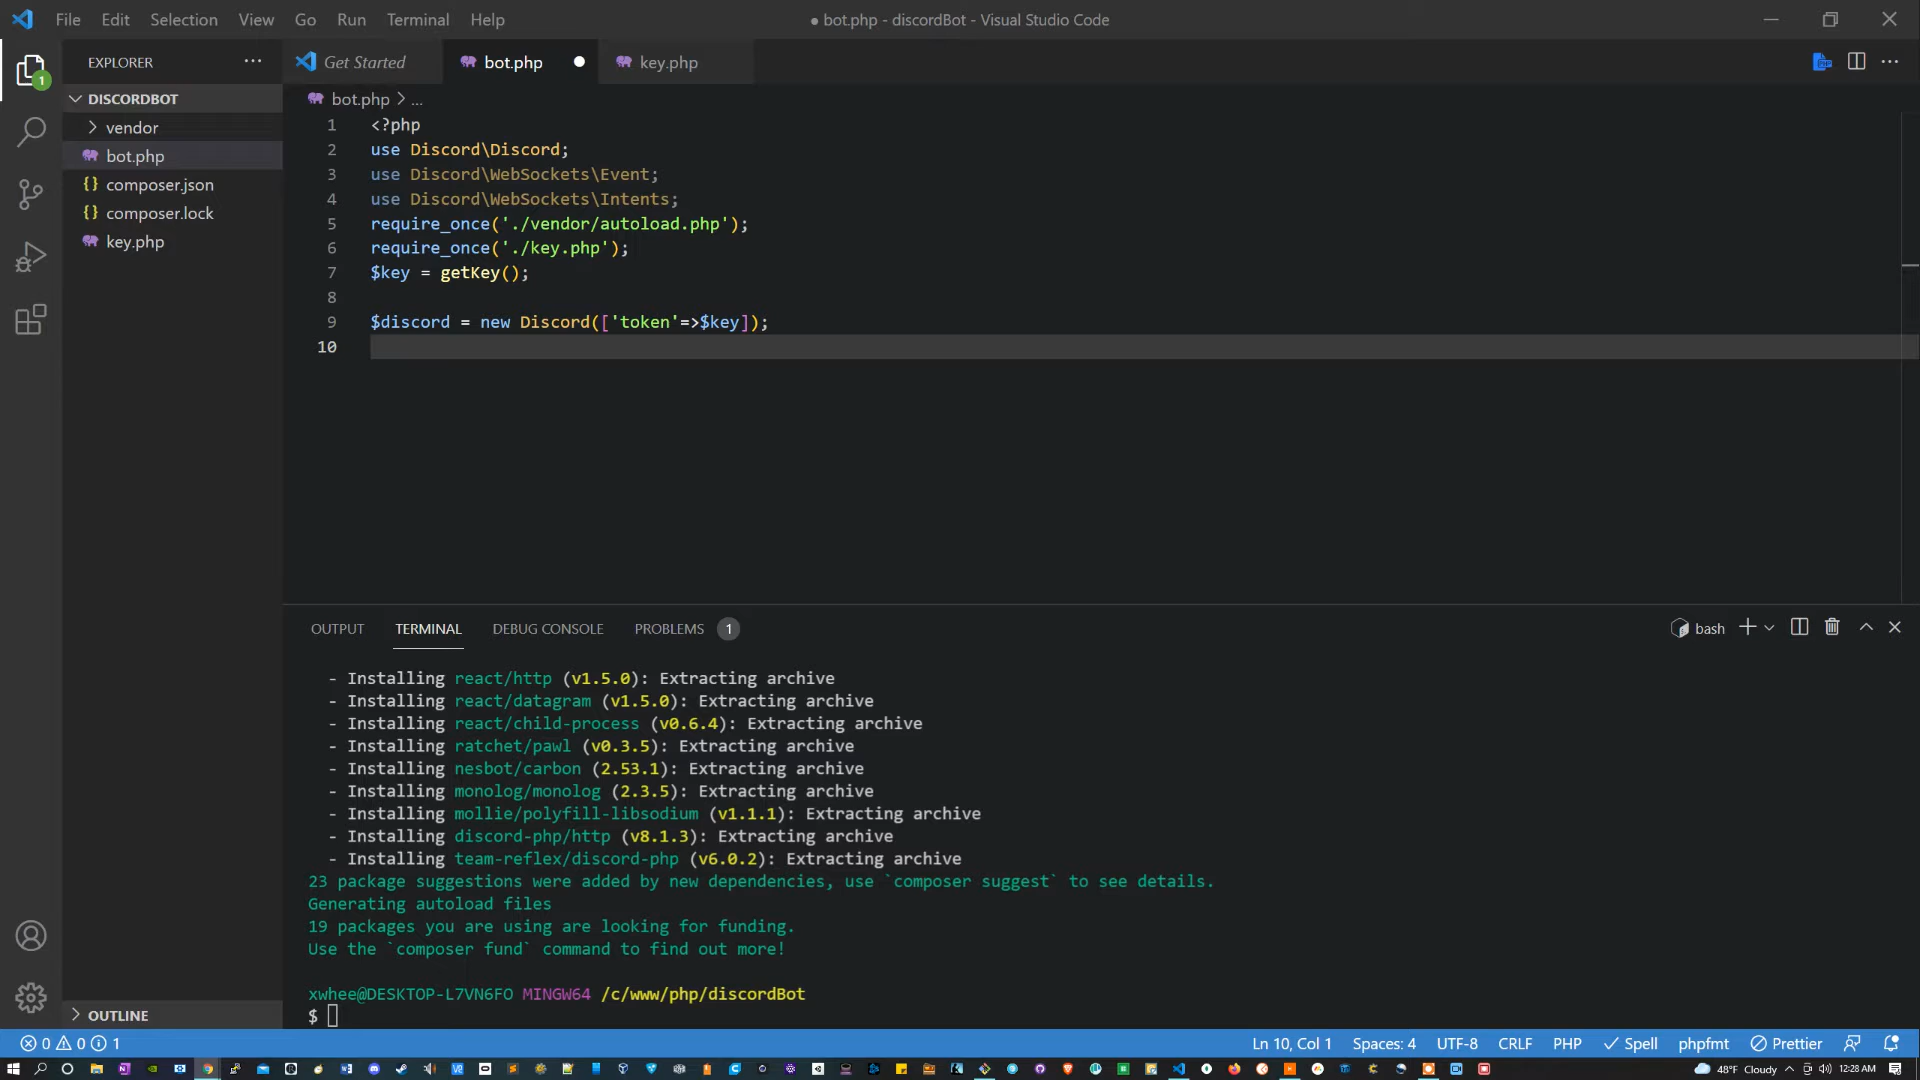 File Edit Selection View Go Run Terminal Help
● bot.php - discordBot - Visual Studio Code
EXPLORER ···
Get Started
bot.php ●
key.php
DISCORDBOT
vendor
bot.php
composer.json
composer.lock
key.php
OUTLINE
1
bot.php > ...
1 <?php
2 use Discord\Discord;
3 use Discord\WebSockets\Event;
4 use Discord\WebSockets\Intents;
5 require_once('./vendor/autoload.php');
6 require_once('./key.php');
7 $key = getKey();
8
9 $discord = new Discord(['token'=>$key]);
10
OUTPUT TERMINAL DEBUG CONSOLE PROBLEMS 1
bash
- Installing react/http (v1.5.0): Extracting archive
- Installing react/datagram (v1.5.0): Extracting archive
- Installing react/child-process (v0.6.4): Extracting archive
- Installing ratchet/pawl (v0.3.5): Extracting archive
- Installing nesbot/carbon (2.53.1): Extracting archive
- Installing monolog/monolog (2.3.5): Extracting archive
- Installing mollie/polyfill-libsodium (v1.1.1): Extracting archive
- Installing discord-php/http (v8.1.3): Extracting archive
- Installing team-reflex/discord-php (v6.0.2): Extracting archive
23 package suggestions were added by new dependencies, use `composer suggest` to see details.
Generating autoload files
19 packages you are using are looking for funding.
Use the `composer fund` command to find out more!
xwhee@DESKTOP-L7VN6FO MINGW64 /c/www/php/discordBot
$
0 0 1
Ln 10, Col 1 Spaces: 4 UTF-8 CRLF PHP Spell phpfmt Prettier
48°F Cloudy 12:28 AM